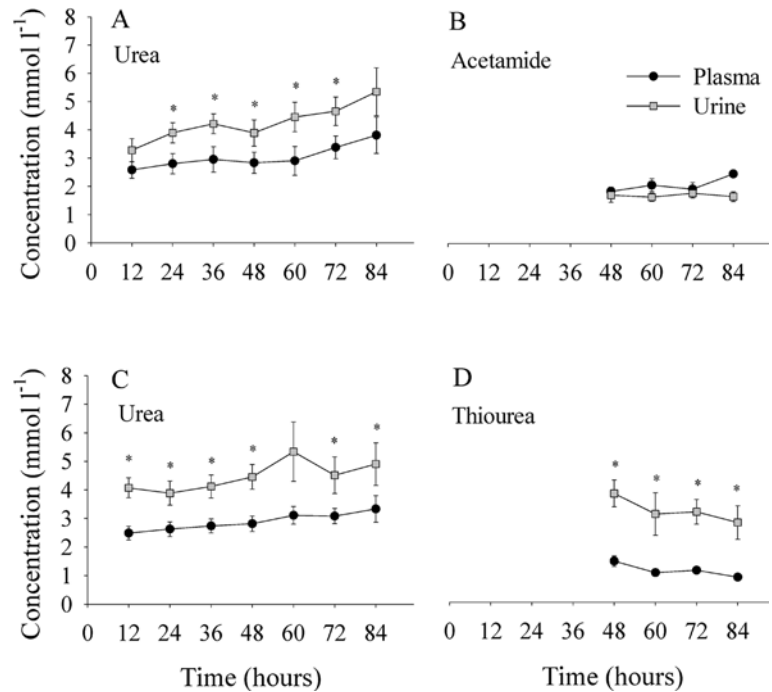 A
Urea
Concentration (mmol l⁻¹)
8
7
6
5
4
3
2
1
0
* * * * *
0 12 24 36 48 60 72 84
B
Acetamide
Plasma
Urine
0 12 24 36 48 60 72 84
C
Urea
Concentration (mmol l⁻¹)
8
7
6
5
4
3
2
1
0
* * * * * *
0 12 24 36 48 60 72 84
Time (hours)
D
Thiourea
* * * *
0 12 24 36 48 60 72 84
Time (hours)